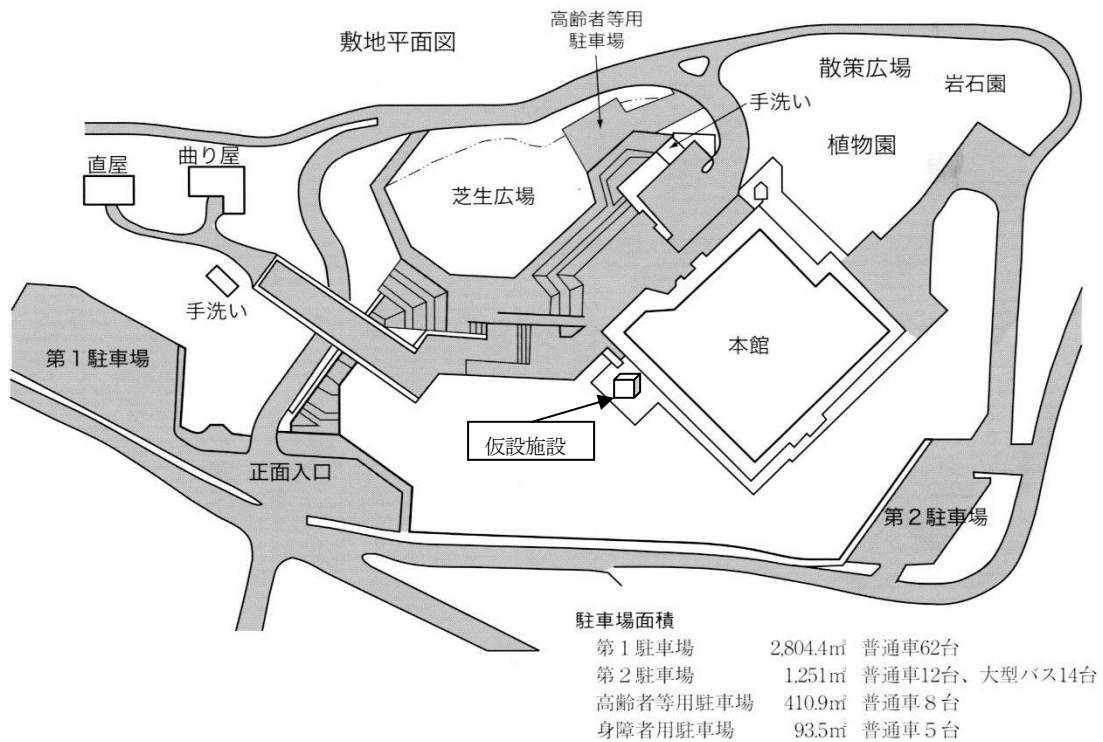 敷地平面図
高齢者等用
駐車場
散策広場
岩石園
手洗い
植物園
直屋
曲り屋
芝生広場
手洗い
第１駐車場
本館
仮設施設
正面入口
第２駐車場
駐車場面積
第１駐車場 2,804.4㎡ 普通車62台
第２駐車場 1,251㎡ 普通車12台、大型バス14台
高齢者等用駐車場 410.9㎡ 普通車８台
身障者用駐車場 93.5㎡ 普通車５台